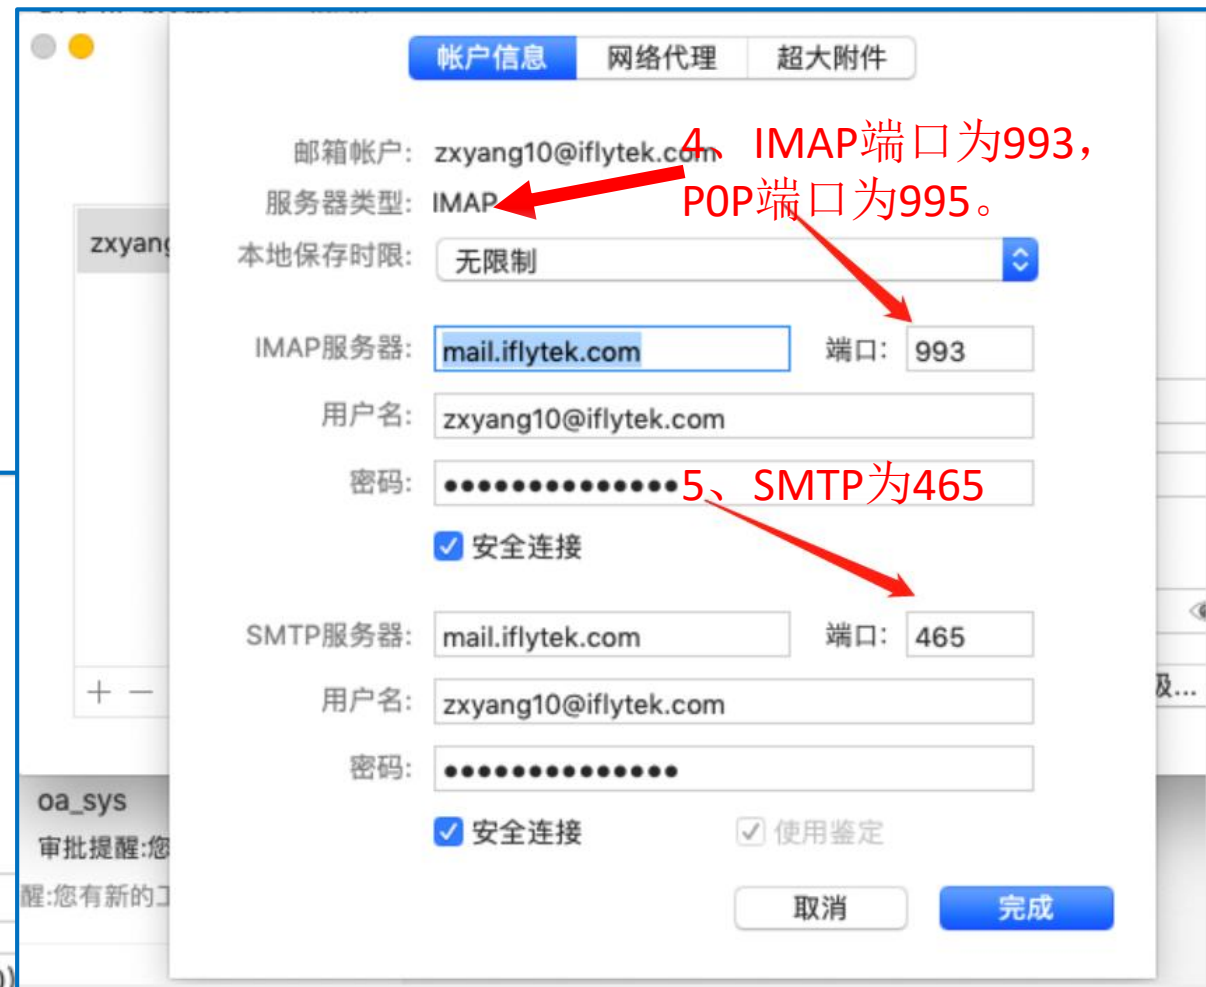 帐户信息 网络代理 超大附件
邮箱帐户: zxyang10@iflytek.com
4、IMAP端口为993，
服务器类型: IMAP
P0P端口为995。
zxyang
本地保存时限: 无限制
IMAP服务器: mail.iflytek.com 端口: 993
用户名: zxyang10@iflytek.com
密码: ●●●●●●●●●●●●●●
5、SMTP为465
安全连接
SMTP服务器: mail.iflytek.com 端口: 465
+ −
用户名: zxyang10@iflytek.com
级...
密码: ●●●●●●●●●●●●●●
oa_sys
安全连接 使用鉴定
审批提醒:您
醒:您有新的工
取消 完成